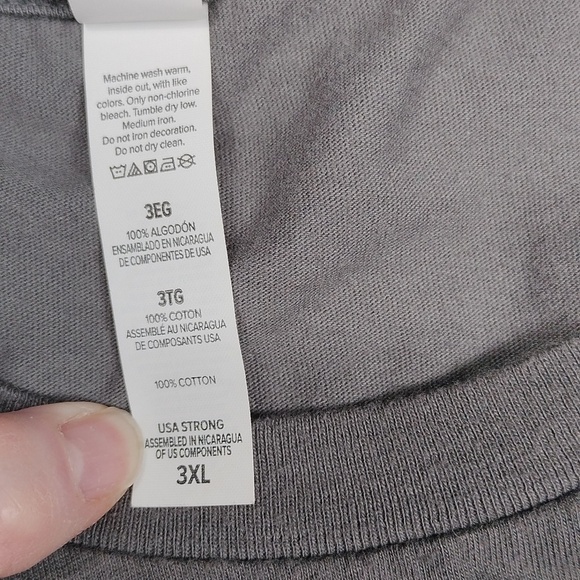 Machine wash warm,
inside out, with like
colors. Only non-chlorine
bleach. Tumble dry low.
Medium iron.
Do not iron decoration.
Do not dry clean.
3EG
100% ALGODÓN
ENSAMBLADO EN NICARAGUA
DE COMPONENTES DE USA
3TG
100% COTON
ASSEMBLÉ AU NICARAGUA
DE COMPOSANTS USA
100% COTTON
USA STRONG
ASSEMBLED IN NICARAGUA
OF US COMPONENTS
3XL